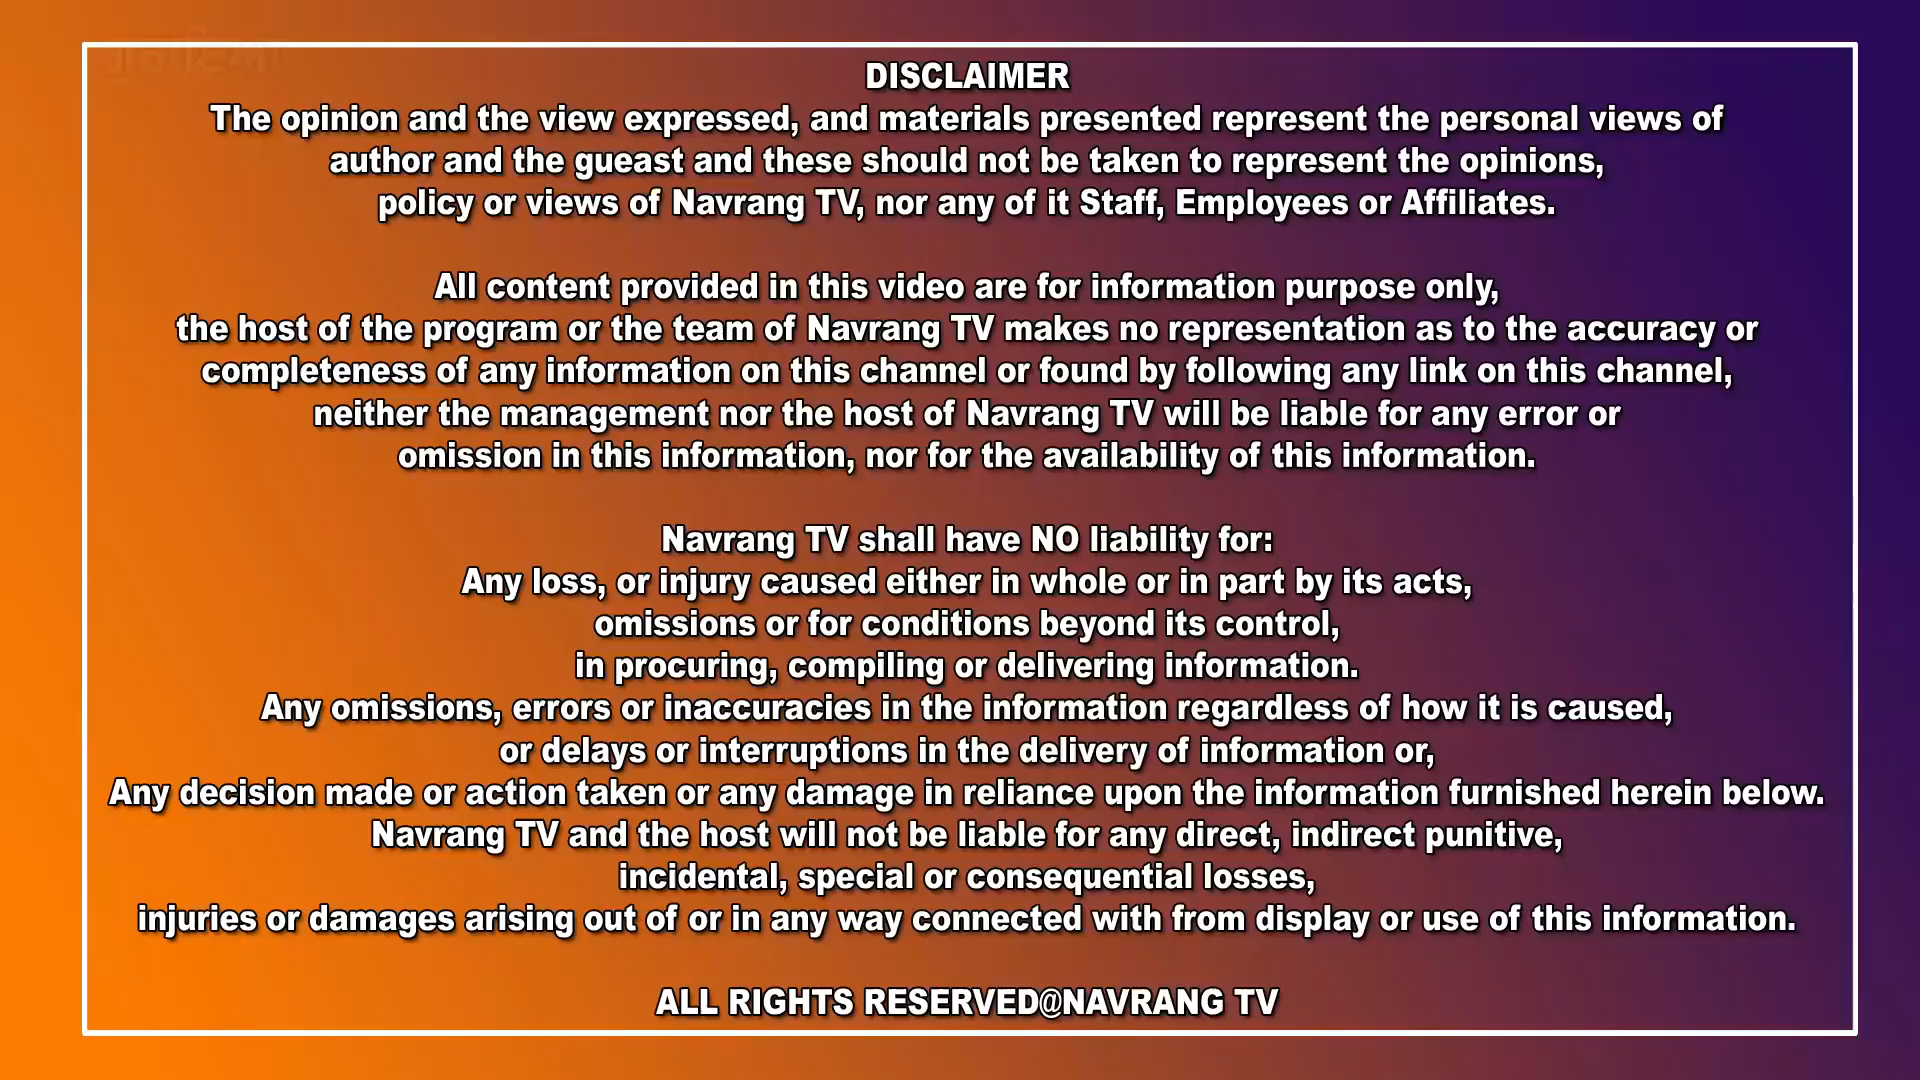 DISCLAIMER
The opinion and the view expressed, and materials presented represent the personal views of
author and the gueast and these should not be taken to represent the opinions,
policy or views of Navrang TV, nor any of it Staff, Employees or Affiliates.
All content provided in this video are for information purpose only,
the host of the program or the team of Navrang TV makes no representation as to the accuracy or
completeness of any information on this channel or found by following any link on this channel,
neither the management nor the host of Navrang TV will be liable for any error or
omission in this information, nor for the availability of this information.
Navrang TV shall have NO liability for:
Any loss, or injury caused either in whole or in part by its acts,
omissions or for conditions beyond its control,
in procuring, compiling or delivering information.
Any omissions, errors or inaccuracies in the information regardless of how it is caused,
or delays or interruptions in the delivery of information or,
Any decision made or action taken or any damage in reliance upon the information furnished herein below.
Navrang TV and the host will not be liable for any direct, indirect punitive,
incidental, special or consequential losses,
injuries or damages arising out of or in any way connected with from display or use of this information.
ALL RIGHTS RESERVED@NAVRANG TV